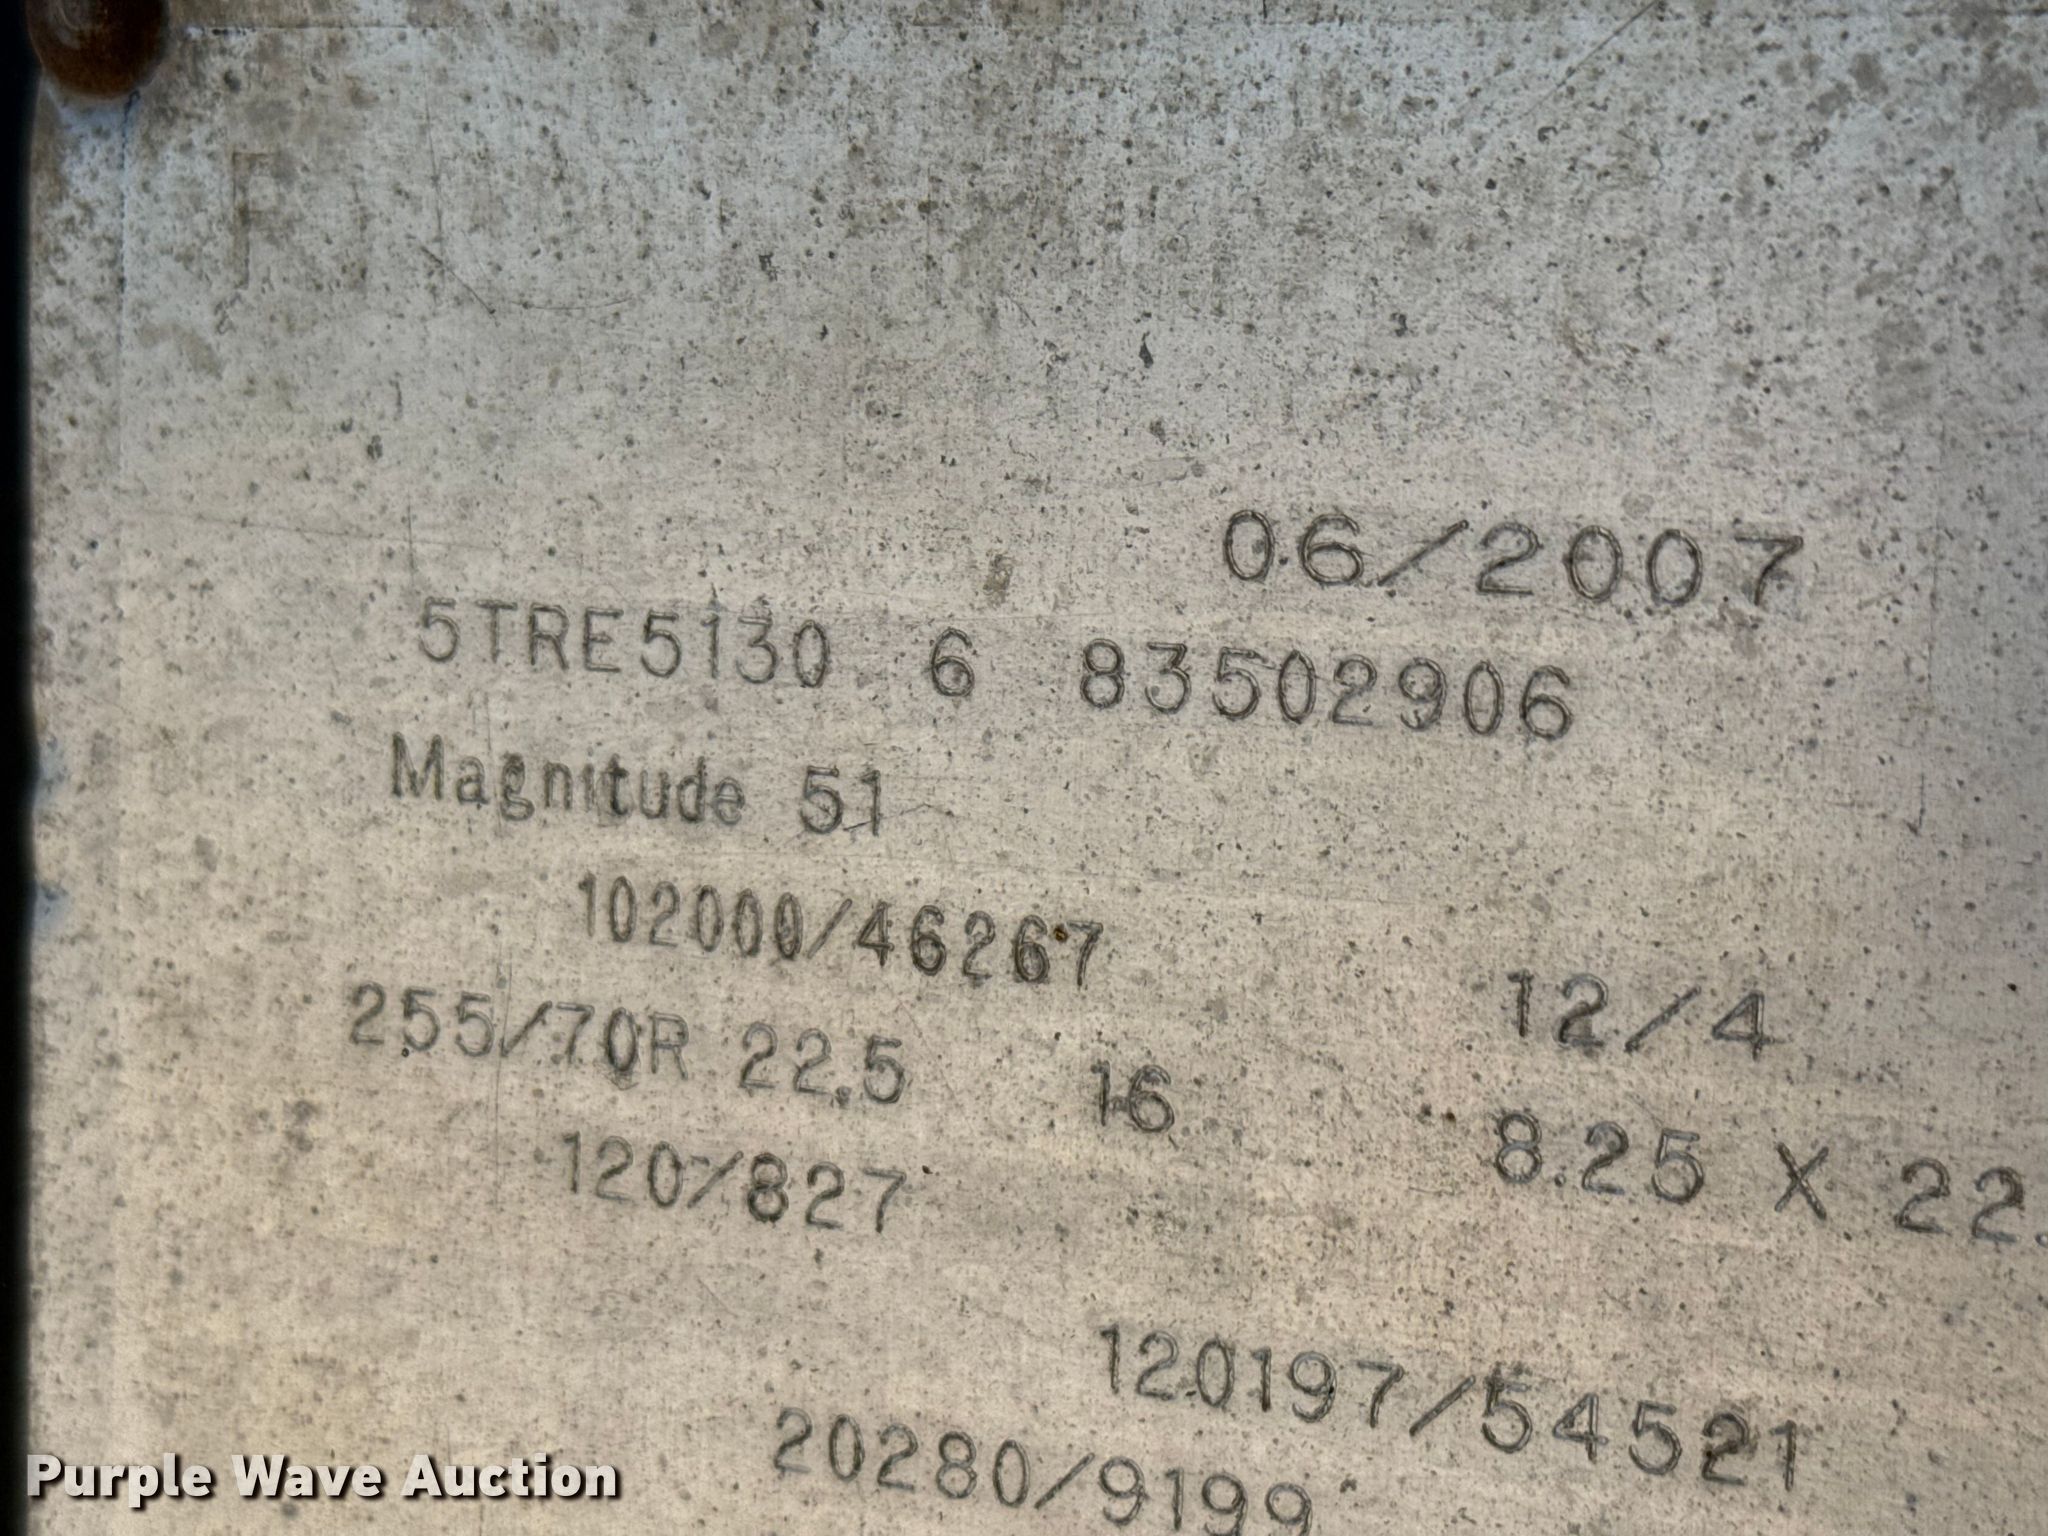 06/2007
5TRE5130 6 83502906
Magnitude 51
102000/46267
12/4
255/70R 22.5 16
8.25 X 22.
120/827
120197/54521
20280/9199
Purple Wave Auction